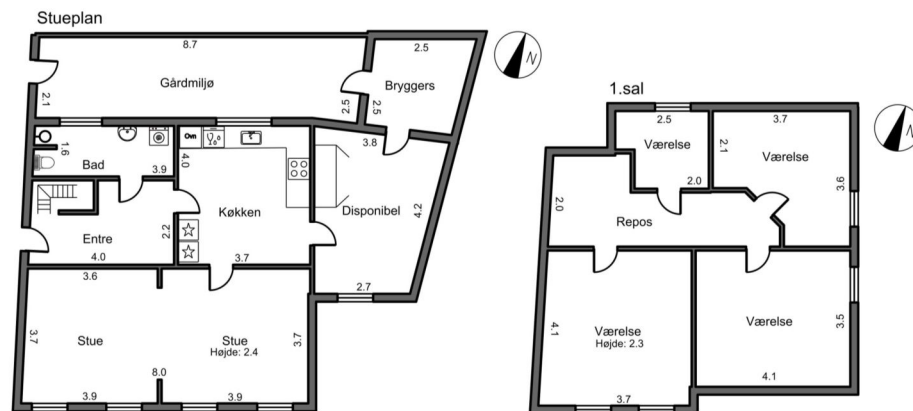 Stueplan
8.7
2.5
N
Gårdmiljø
Bryggers
2.1
2.5
2.5
Ovn
3.8
1.6
Bad
3.9
4.0
Køkken
Disponibel
4.2
Entre
2.2
4.0
3.7
2.7
3.6
3.7
Stue
Stue
Højde: 2.4
3.7
8.0
3.9
3.9
1.sal
N
2.5
3.7
Værelse
2.1
Værelse
2.0
3.6
2.0
Repos
4.1
Værelse
Højde: 2.3
Værelse
3.5
3.7
4.1